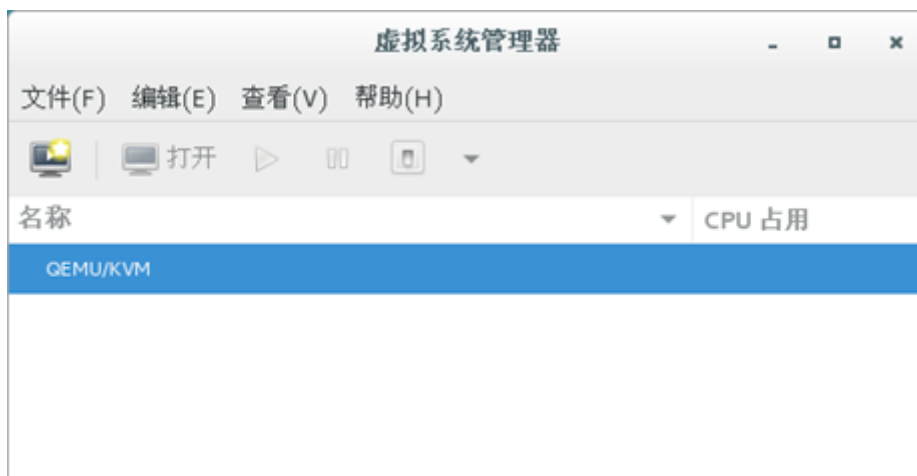 虚拟系统管理器
文件(F) 编辑(E) 查看(V) 帮助(H)
打开
名称 CPU 占用
QEMU/KVM